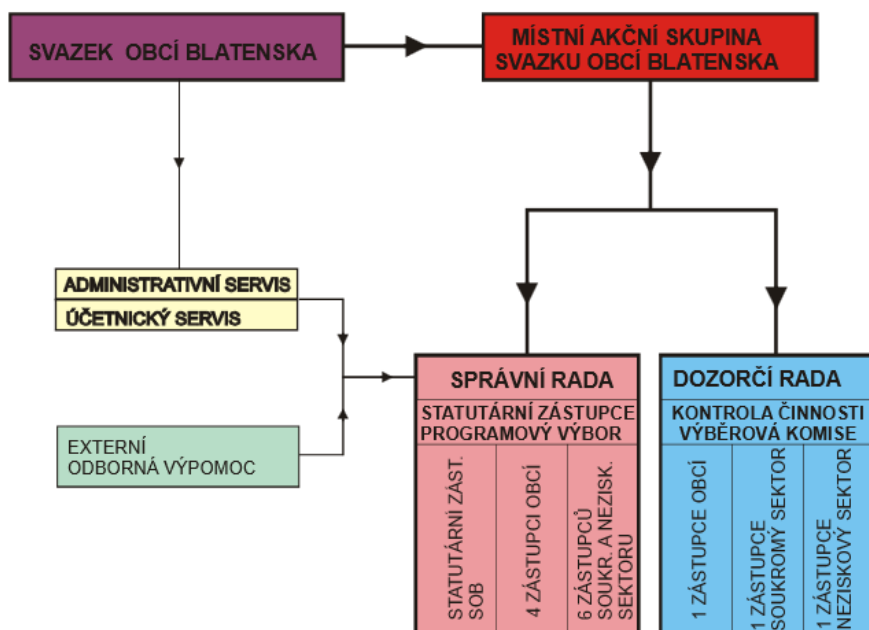 SVAZEK OBCÍ BLATENSKA
MÍSTNÍ AKČNÍ SKUPINA
SVAZKU OBCÍ BLATENSKA
ADMINISTRATIVNÍ SERVIS
ÚČETNICKÝ SERVIS
EXTERNÍ
ODBORNÁ VÝPOMOC
SPRÁVNÍ RADA
STATUTÁRNÍ ZÁSTUPCE
PROGRAMOVÝ VÝBOR
STATUTÁRNÍ ZÁST.
SOB
4 ZÁSTUPCI OBCÍ
6 ZÁSTUPCŮ
SOUKR. A NEZISK.
SEKTORU
DOZORČÍ RADA
KONTROLA ČINNOSTI
VÝBĚROVÁ KOMISE
1 ZÁSTUPCE OBCÍ
1 ZÁSTUPCE
SOUKROMÝ SEKTOR
1 ZÁSTUPCE
NEZISKOVÝ SEKTOR